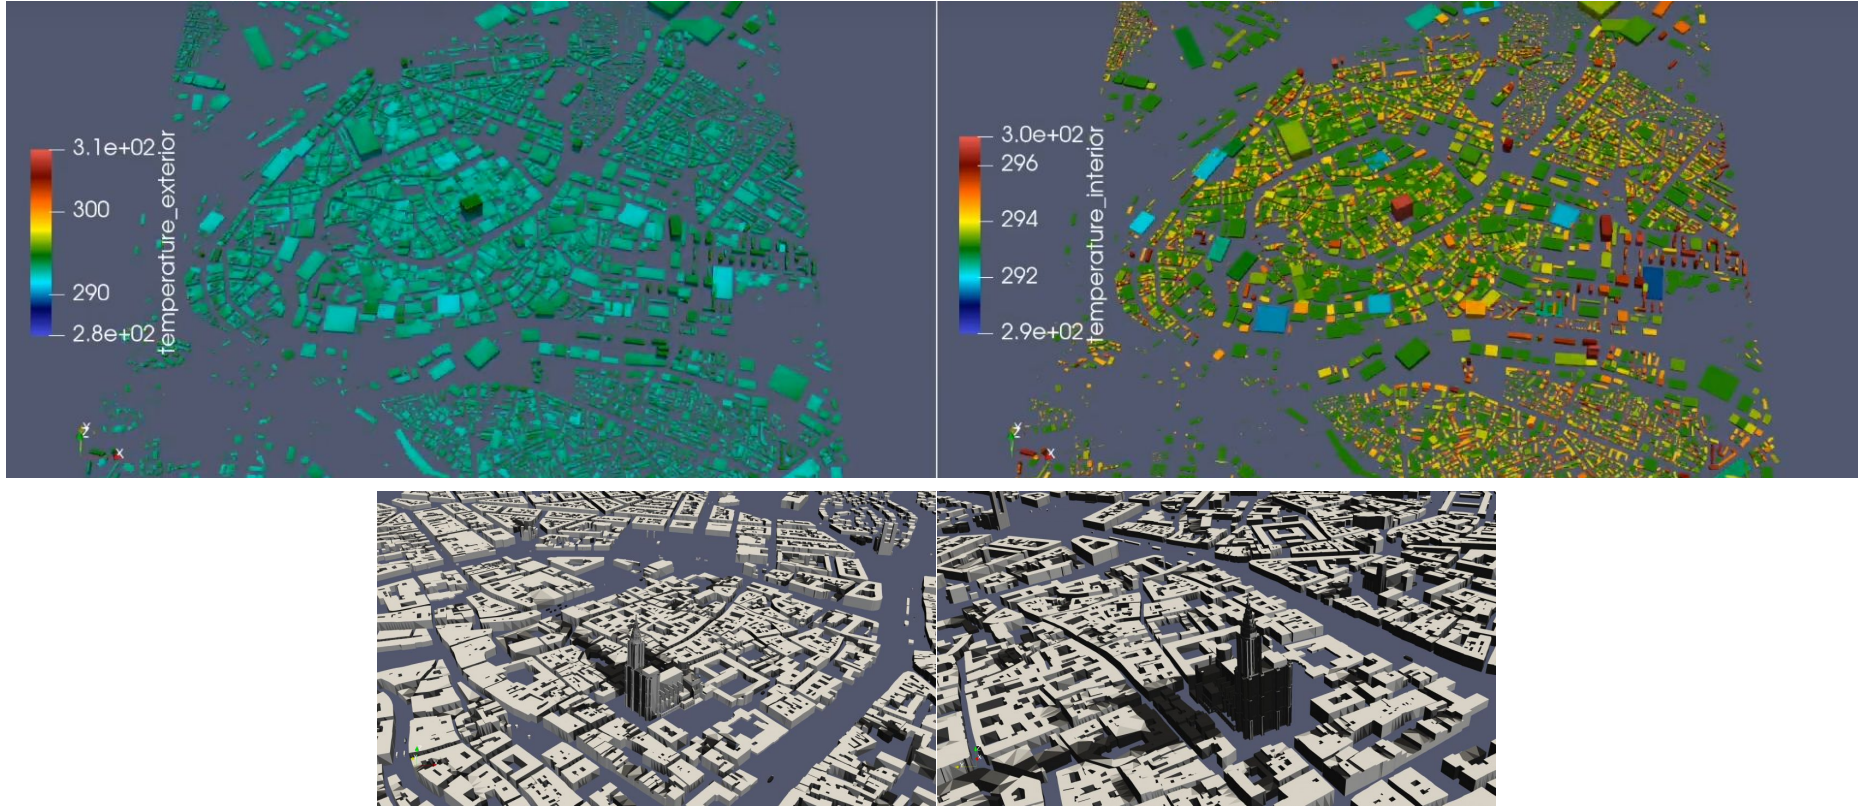 3.1e+02
300
290
2.8e+02
temperature_exterior
Y
Z
X
3.0e+02
296
294
292
2.9e+02
temperature_interior
Y
Z
X